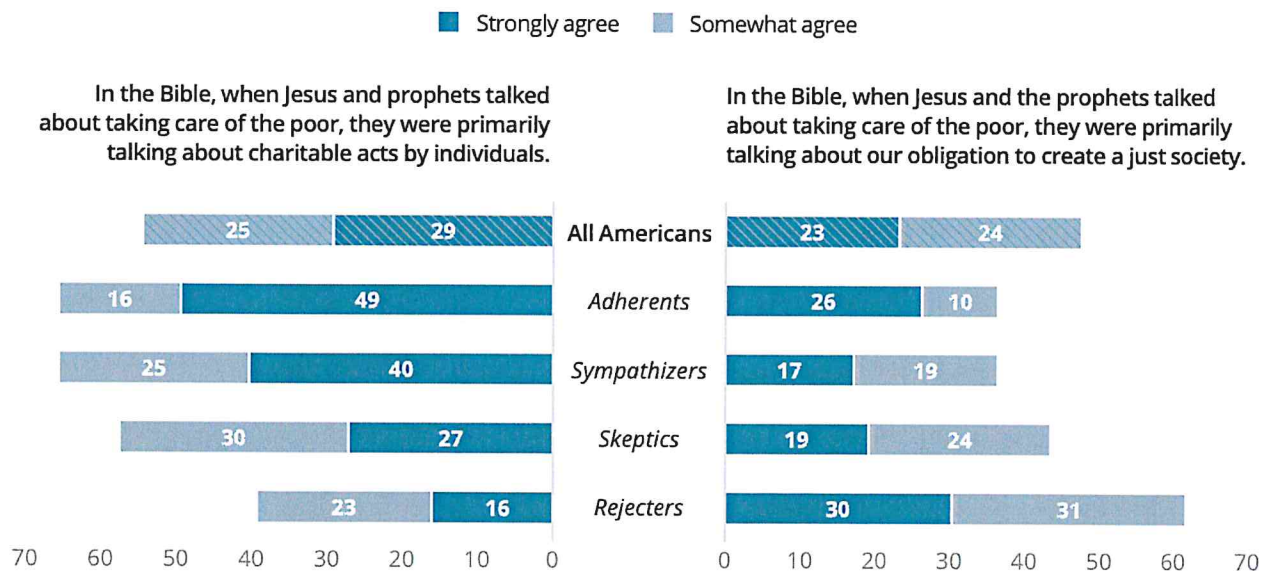 Strongly agree Somewhat agree
In the Bible, when Jesus and prophets talked
about taking care of the poor, they were primarily
talking about charitable acts by individuals.
In the Bible, when Jesus and the prophets talked
about taking care of the poor, they were primarily
talking about our obligation to create a just society.
25 29 All Americans 23 24
16 49 Adherents 26 10
25 40 Sympathizers 17 19
30 27 Skeptics 19 24
23 16 Rejecters 30 31
70 60 50 40 30 20 10 0 0 10 20 30 40 50 60 70